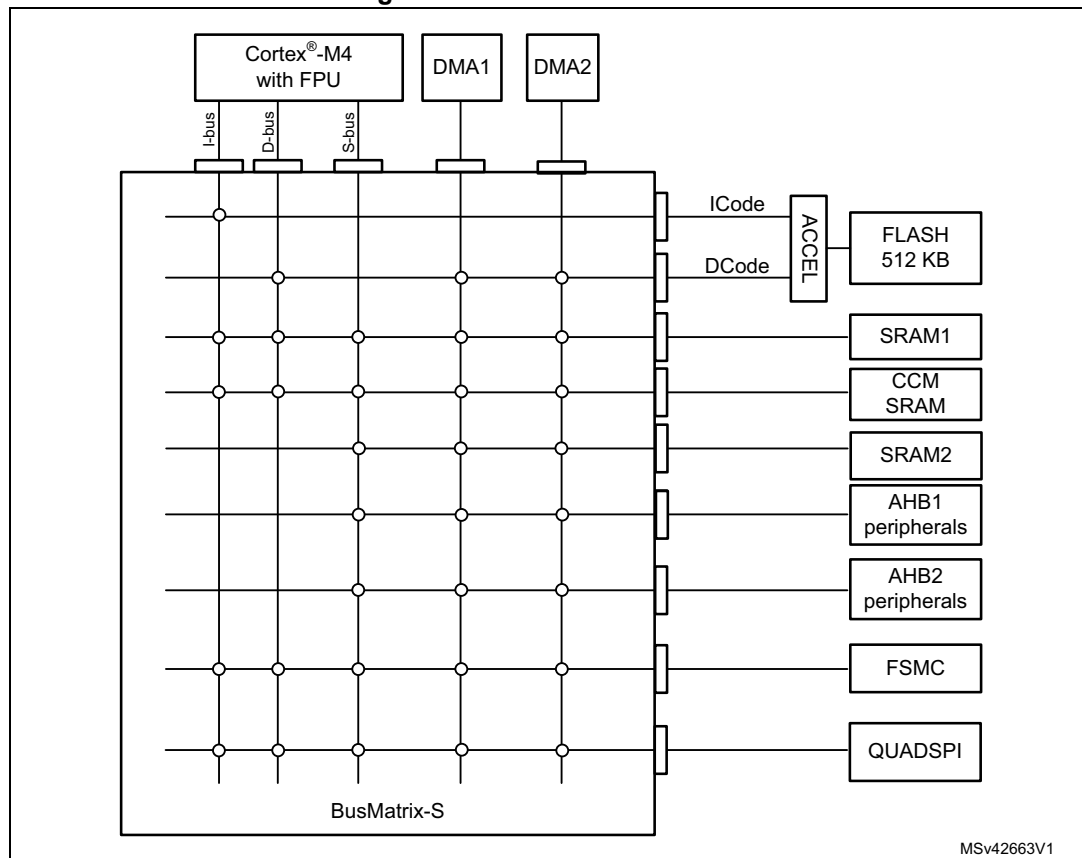 Cortex®-M4
with FPU
DMA1
DMA2
I-bus
D-bus
S-bus
ICode
DCode
ACCEL
FLASH
512 KB
SRAM1
CCM
SRAM
SRAM2
AHB1
peripherals
AHB2
peripherals
FSMC
QUADSPI
BusMatrix-S
MSv42663V1